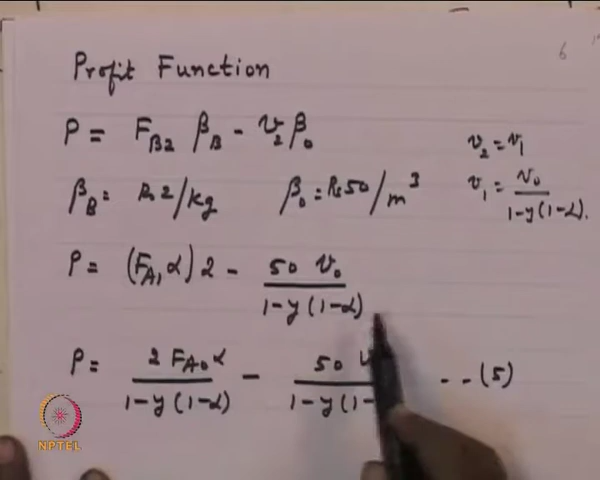 6
Profit Function
P = F_B2 β_B - v_2 β_0
v_2 = v_1
β_B = Rs 2/kg β_0 = Rs 50/m³
v_1 = v_0 / (1-y(1-α)).
P = (F_A1 α) 2 - 50 v_0 / (1-y(1-α))
P = 2 F_A0 α / (1-y(1-α)) - 50 v / (1-y(1- -- (5)
NPTEL